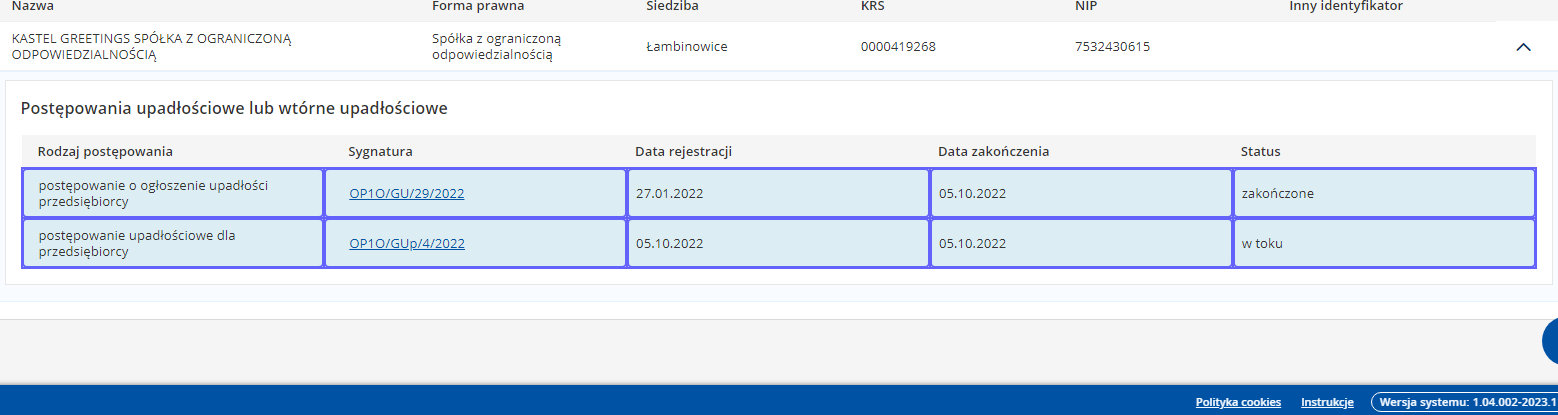 Nazwa Forma prawna Siedziba KRS NIP Inny identyfikator
KASTEL GREETINGS SPÓŁKA Z OGRANICZONĄ
ODPOWIEDZIALNOŚCIĄ
Spółka z ograniczoną
odpowiedzialnością
Łambinowice 0000419268 7532430615
Postępowania upadłościowe lub wtórne upadłościowe
Rodzaj postępowania Sygnatura Data rejestracji Data zakończenia Status
postępowanie o ogłoszenie upadłości
przedsiębiorcy
OP1O/GU/29/2022 27.01.2022 05.10.2022 zakończone
postępowanie upadłościowe dla
przedsiębiorcy
OP1O/GUp/4/2022 05.10.2022 05.10.2022 w toku
Polityka cookies Instrukcje Wersja systemu: 1.04.002-2023.1